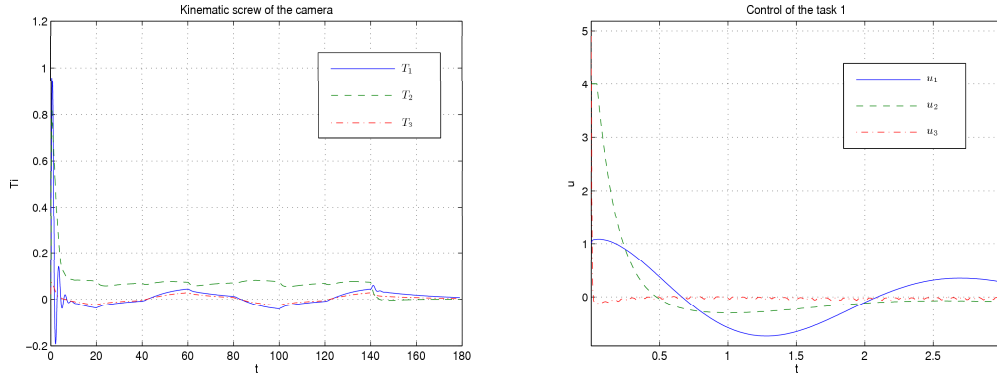 Kinematic screw of the camera
1.2
1
0.8
0.6
0.4
0.2
0
−0.2
Ti
0 20 40 60 80 100 120 140 160 180
t
T1
T2
T3
Control of the task 1
5
4
3
2
1
0
u
0.5 1 1.5 2 2.5
t
u1
u2
u3